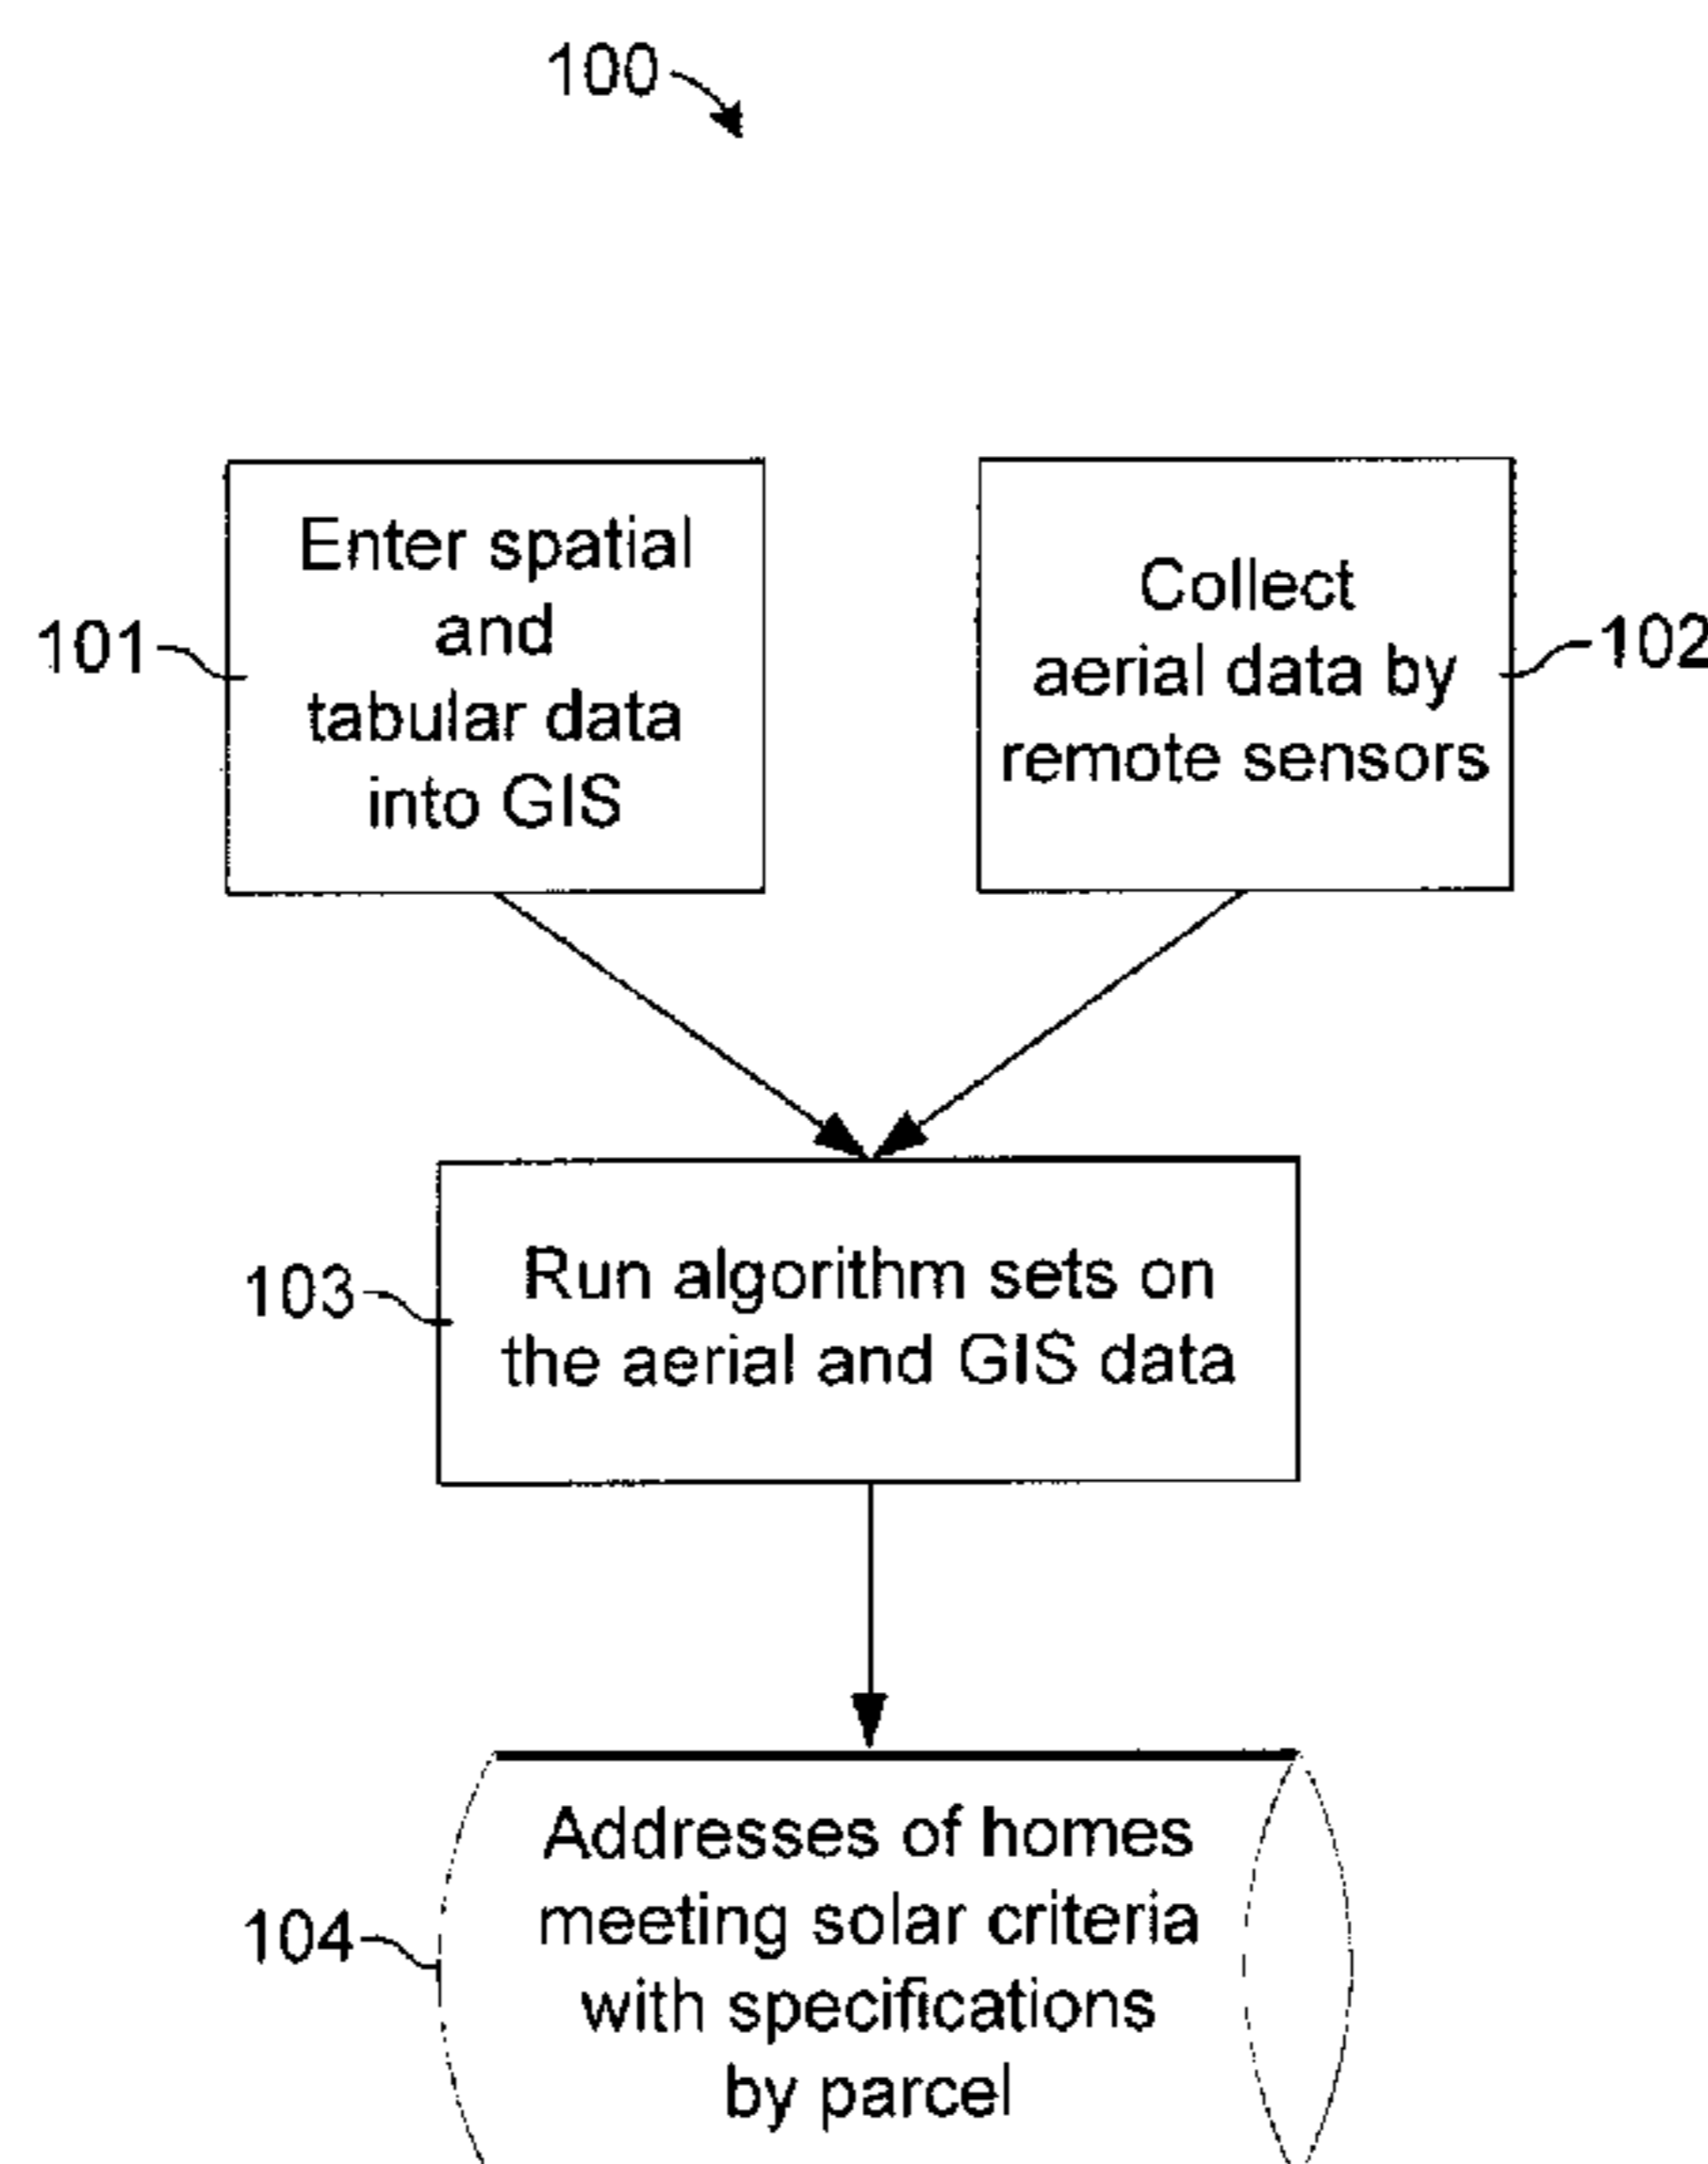 100
Enter spatial
and
tabular data
into GIS
101
Collect
aerial data by
remote sensors
102
Run algorithm sets on
the aerial and GIS data
103
Addresses of homes
meeting solar criteria
with specifications
by parcel
104